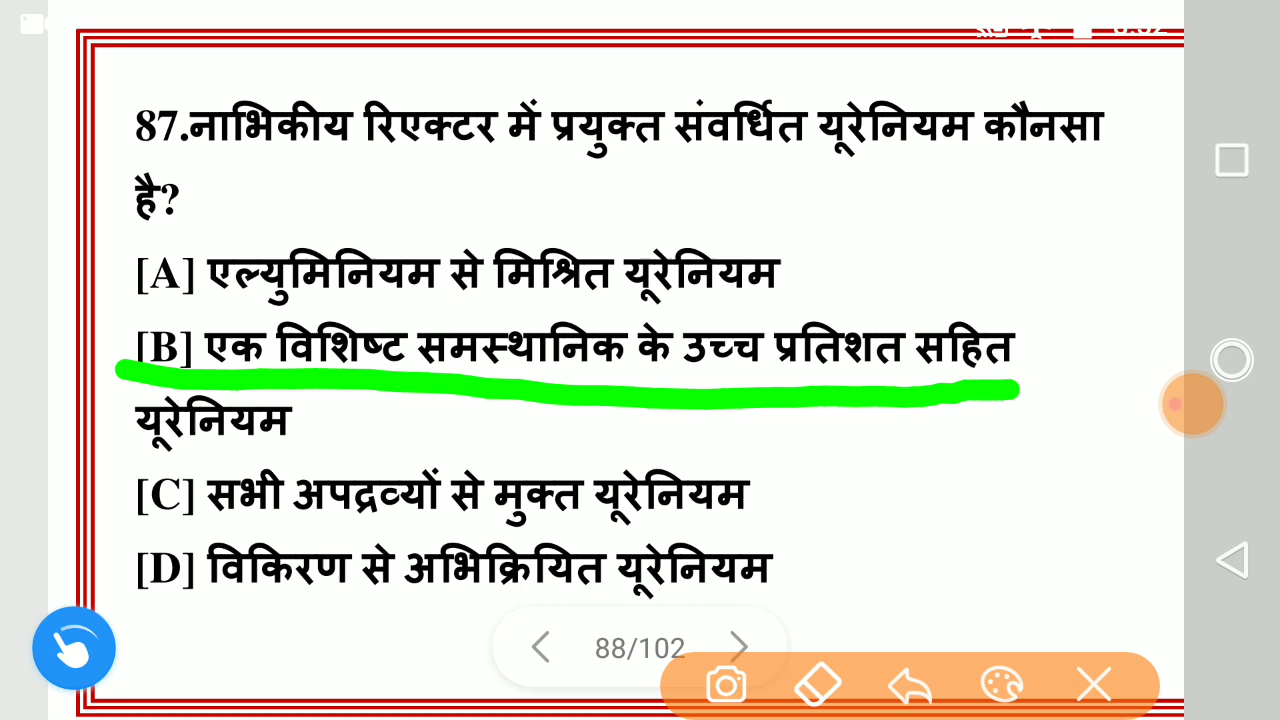 87.नाभिकीय रिएक्टर में प्रयुक्त संवर्धित यूरेनियम कौनसा
है?
[A] एल्युमिनियम से मिश्रित यूरेनियम
[B] एक विशिष्ट समस्थानिक के उच्च प्रतिशत सहित
यूरेनियम
[C] सभी अपद्रव्यों से मुक्त यूरेनियम
[D] विकिरण से अभिक्रियित यूरेनियम
88/102